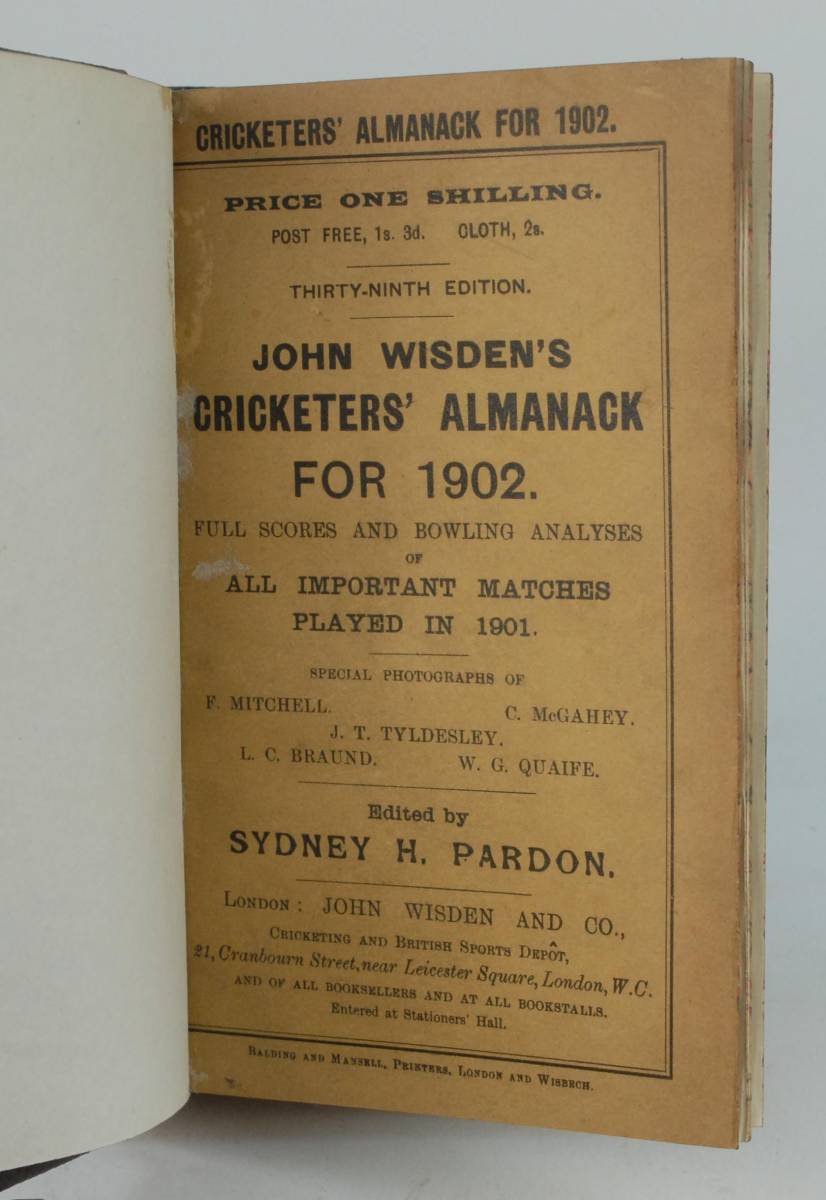 CRICKETERS' ALMANACK FOR 1902.
PRICE ONE SHILLING.
POST FREE, 1s. 3d. CLOTH, 2s.
THIRTY-NINTH EDITION.
JOHN WISDEN'S
CRICKETERS' ALMANACK
FOR 1902.
FULL SCORES AND BOWLING ANALYSES
OF
ALL IMPORTANT MATCHES
PLAYED IN 1901.
SPECIAL PHOTOGRAPHS OF
F. MITCHELL. C. McGAHEY.
J. T. TYLDESLEY.
L. C. BRAUND. W. G. QUAIFE.
Edited by
SYDNEY H. PARDON.
LONDON: JOHN WISDEN AND CO.,
CRICKETING AND BRITISH SPORTS DEPÔT,
21, Cranbourn Street, near Leicester Square, London, W.C.
AND OF ALL BOOKSELLERS AND AT ALL BOOKSTALLS.
Entered at Stationers' Hall.
BALDING AND MANSELL, PRINTERS, LONDON AND WISBECH.